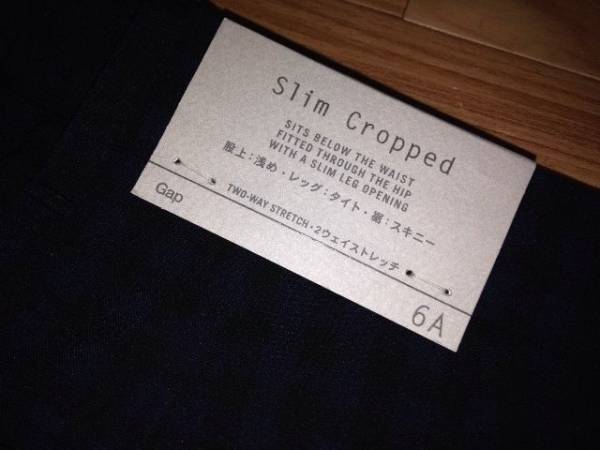 Slim Cropped
SITS BELOW THE WAIST
FITTED THROUGH THE HIP
WITH A SLIM LEG OPENING
股上:浅め・レッグ:タイト・裾:スキニー
TWO-WAY STRETCH・2ウェイストレッチ
Gap
6A